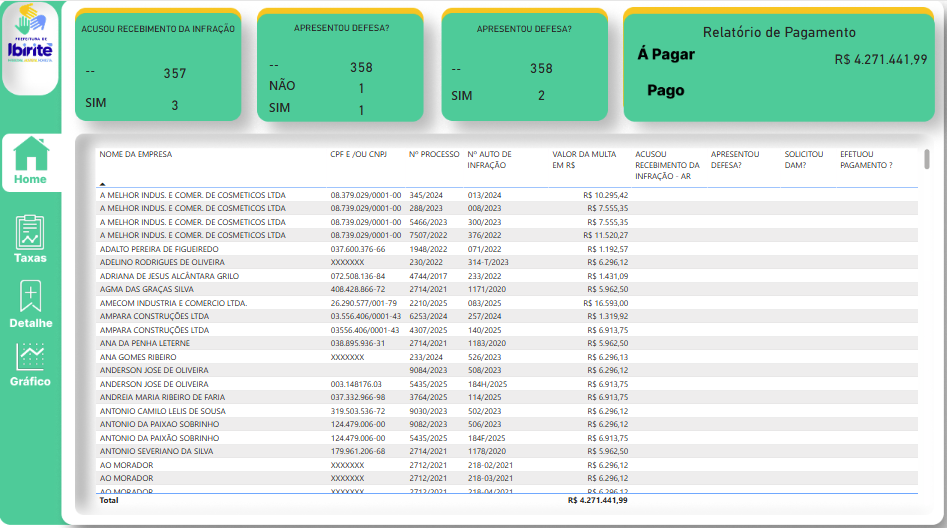 PREFEITURA DE
Ibirité
ACUSOU RECEBIMENTO DA INFRAÇÃO
-- 357
SIM 3
APRESENTOU DEFESA?
-- 358
NÃO 1
SIM 1
APRESENTOU DEFESA?
-- 358
SIM 2
Relatório de Pagamento
Á Pagar R$ 4.271.441,99
Pago
Home
Taxas
Detalhe
Gráfico
NOME DA EMPRESA CPF E /OU CNPJ Nº PROCESSO Nº AUTO DE INFRAÇÃO VALOR DA MULTA EM R$ ACUSOU RECEBIMENTO DA INFRAÇÃO - AR APRESENTOU DEFESA? SOLICITOU DAM? EFETUOU PAGAMENTO ?
A MELHOR INDUS. E COMER. DE COSMETICOS LTDA 08.379.029/0001-00 345/2024 013/2024 R$ 10.295,42
A MELHOR INDUS. E COMER. DE COSMETICOS LTDA 08.739.029/0001-00 288/2023 008/2023 R$ 7.555,35
A MELHOR INDUS. E COMER. DE COSMETICOS LTDA 08.739.029/0001-00 5466/2023 300/2023 R$ 7.555,35
A MELHOR INDUS. E COMER. DE COSMETICOS LTDA 08.739.029/0001-00 7507/2022 376/2022 R$ 11.520,27
ADALTO PEREIRA DE FIGUEIREDO 037.600.376-66 1948/2022 071/2022 R$ 1.192,57
ADELINO RODRIGUES DE OLIVEIRA XXXXXXX 230/2022 314-T/2023 R$ 6.296,12
ADRIANA DE JESUS ALCÂNTARA GRILO 072.508.136-84 4744/2017 233/2022 R$ 1.431,09
AGMA DAS GRAÇAS SILVA 408.428.866-72 2714/2021 1171/2020 R$ 5.962,50
AMECOM INDUSTRIA E COMERCIO LTDA. 26.290.577/001-79 2210/2025 083/2025 R$ 16.593,00
AMPARA CONSTRUÇÕES LTDA 03.556.406/0001-43 6253/2024 257/2024 R$ 1.319,92
AMPARA CONSTRUÇÕES LTDA 03556.406/0001-43 4307/2025 140/2025 R$ 6.913,75
ANA DA PENHA LETERNE 038.895.936-31 2714/2021 1183/2020 R$ 5.962,50
ANA GOMES RIBEIRO XXXXXXX 233/2024 526/2023 R$ 6.296,13
ANDERSON JOSE DE OLIVEIRA 9084/2023 508/2023 R$ 6.296,12
ANDERSON JOSE DE OLIVEIRA 003.148176.03 5435/2025 184H/2025 R$ 6.913,75
ANDREIA MARIA RIBEIRO DE FARIA 037.332.966-98 3764/2025 114/2025 R$ 6.913,75
ANTONIO CAMILO LELIS DE SOUSA 319.503.536-72 9030/2023 502/2023 R$ 6.296,12
ANTONIO DA PAIXAO SOBRINHO 124.479.006-00 9082/2023 506/2023 R$ 6.296,12
ANTONIO DA PAIXÃO SOBRINHO 124.479.006-00 5435/2025 184F/2025 R$ 6.913,75
ANTONIO SEVERIANO DA SILVA 179.961.206-68 2714/2021 1178/2020 R$ 5.962,50
AO MORADOR XXXXXXX 2712/2021 218-02/2021 R$ 6.296,12
AO MORADOR XXXXXXX 2712/2021 218-03/2021 R$ 6.296,12
AO MORADOR XXXXXXX 2712/2021 218-04/2021 R$ 6.296,12
Total R$ 4.271.441,99